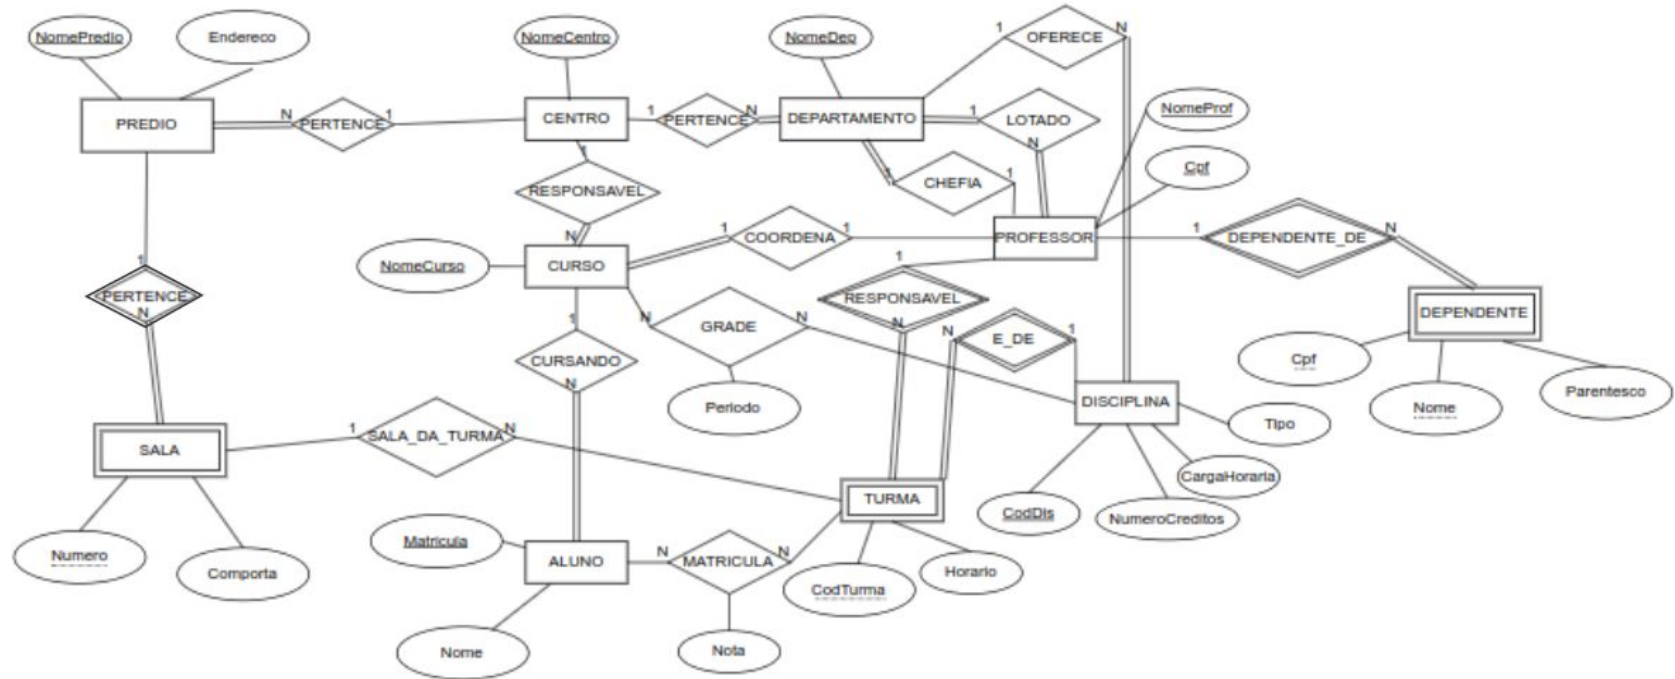 1 OFERECE N
NomePredio Endereco NomeCentro NomeDep
NomeProf
PREDIO N PERTENCE 1 CENTRO 1 PERTENCE N DEPARTAMENTO 1 LOTADO
N
1 Cpf
RESPONSAVEL 1 CHEFIA 1
N 1 COORDENA 1 PROFESSOR 1 DEPENDENTE_DE N
NomeCurso CURSO
1 1
PERTENCE RESPONSAVEL DEPENDENTE
N N GRADE N N
1 N E_DE 1
CURSANDO Cpf
N
Periodo Nome Parentesco
DISCIPLINA
Tipo
1 SALA_DA_TURMA N
SALA
CargaHoraria
TURMA
CodDis NumeroCreditos
Matricula
Numero N MATRICULA N
ALUNO
Comporta CodTurma Horario
Nome Nota